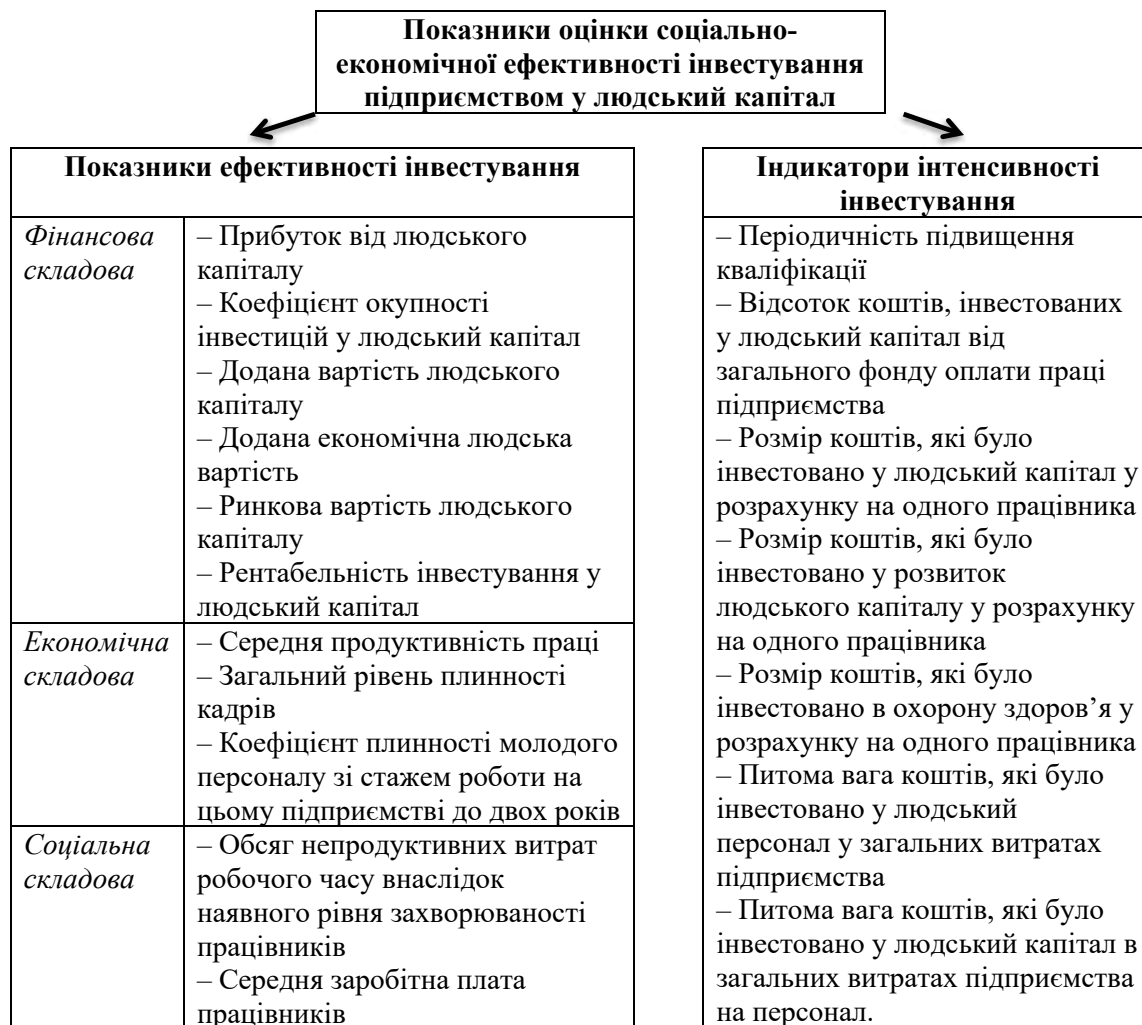 Показники оцінки соціально-
економічної ефективності інвестування
підприємством у людський капітал
Показники ефективності інвестування
Фінансова
складова
– Прибуток від людського
капіталу
– Коефіцієнт окупності
інвестицій у людський капітал
– Додана вартість людського
капіталу
– Додана економічна людська
вартість
– Ринкова вартість людського
капіталу
– Рентабельність інвестування у
людський капітал
Економічна
складова
– Середня продуктивність праці
– Загальний рівень плинності
кадрів
– Коефіцієнт плинності молодого
персоналу зі стажем роботи на
цьому підприємстві до двох років
Соціальна
складова
– Обсяг непродуктивних витрат
робочого часу внаслідок
наявного рівня захворюваності
працівників
– Середня заробітна плата
працівників
Індикатори інтенсивності
інвестування
– Періодичність підвищення
кваліфікації
– Відсоток коштів, інвестованих
у людський капітал від
загального фонду оплати праці
підприємства
– Розмір коштів, які було
інвестовано у людський капітал у
розрахунку на одного працівника
– Розмір коштів, які було
інвестовано у розвиток
людського капіталу у розрахунку
на одного працівника
– Розмір коштів, які було
інвестовано в охорону здоров’я у
розрахунку на одного працівника
– Питома вага коштів, які було
інвестовано у людський
персонал у загальних витратах
підприємства
– Питома вага коштів, які було
інвестовано у людський капітал в
загальних витратах підприємства
на персонал.